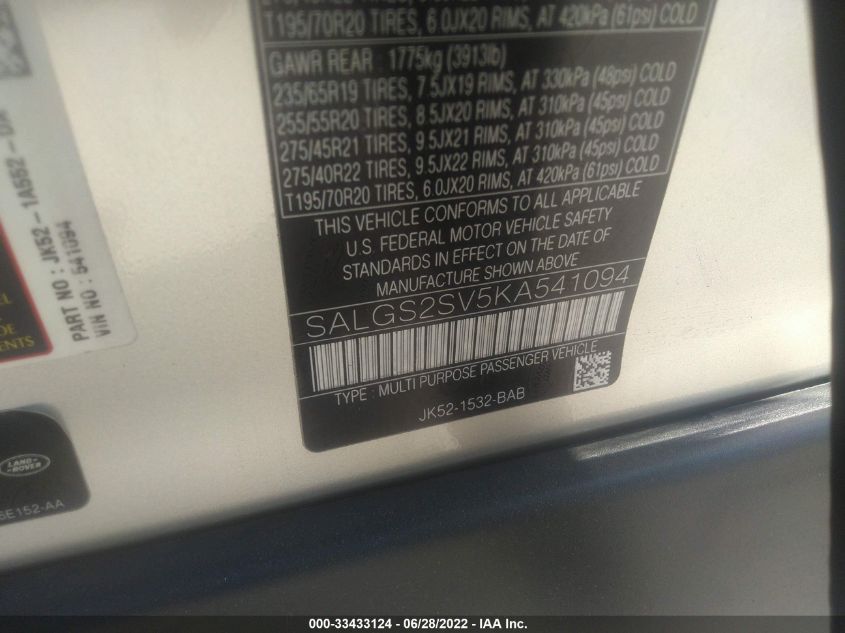 T195/70R20 TIRES, 6.0JX20 RIMS, AT 420kPa (61psi) COLD
GAWR REAR : 1775kg (3913lb)
235/65R19 TIRES, 7.5JX19 RIMS, AT 330kPa (48psi) COLD
255/55R20 TIRES, 8.5JX20 RIMS, AT 310kPa (45psi) COLD
275/45R21 TIRES, 9.5JX21 RIMS, AT 310kPa (45psi) COLD
275/40R22 TIRES, 9.5JX22 RIMS, AT 310kPa (45psi) COLD
T195/70R20 TIRES, 6.0JX20 RIMS, AT 420kPa (61psi) COLD
THIS VEHICLE CONFORMS TO ALL APPLICABLE
U.S. FEDERAL MOTOR VEHICLE SAFETY
STANDARDS IN EFFECT ON THE DATE OF
MANUFACTURE SHOWN ABOVE
SALGS2SV5KA541094
TYPE : MULTI PURPOSE PASSENGER VEHICLE
JK52-1532-BAB
PART NO : JK52-1A552-DA
VIN NO : 541094
LAND-
-ROVER
6E152-AA
000-33433124 - 06/28/2022 - IAA Inc.